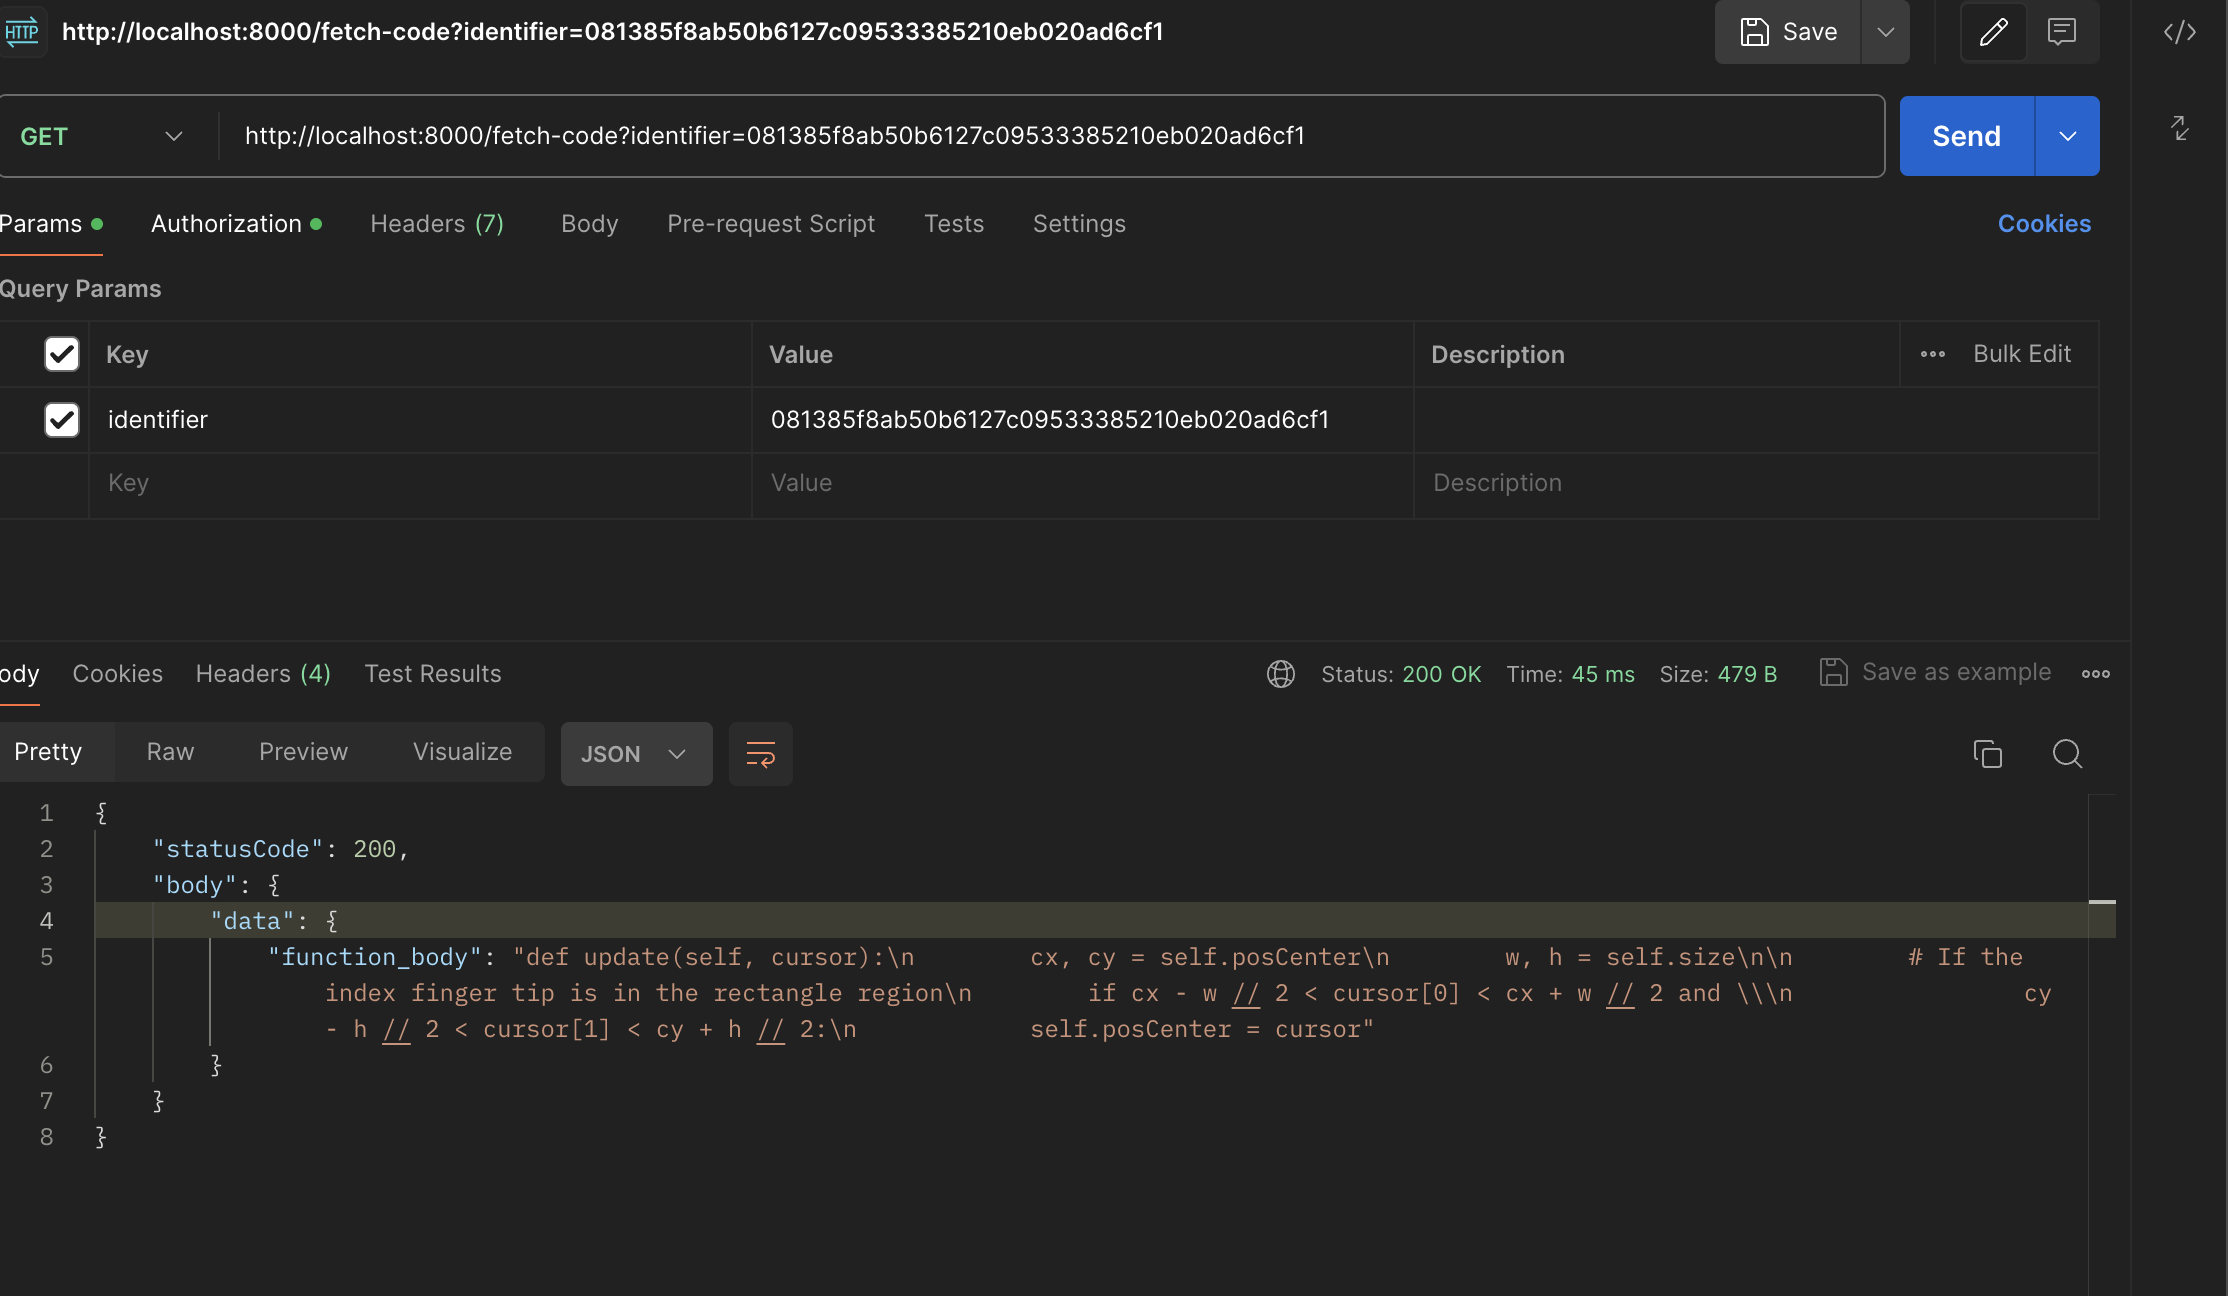 HTTP http://localhost:8000/fetch-code?identifier=081385f8ab50b6127c09533385210eb020ad6cf1 Save
GET http://localhost:8000/fetch-code?identifier=081385f8ab50b6127c09533385210eb020ad6cf1 Send
Params Authorization Headers (7) Body Pre-request Script Tests Settings Cookies
Query Params
Key Value Description Bulk Edit
identifier 081385f8ab50b6127c09533385210eb020ad6cf1
Key Value Description
ody Cookies Headers (4) Test Results Status: 200 OK Time: 45 ms Size: 479 B Save as example
Pretty Raw Preview Visualize JSON
1 {
2 "statusCode": 200,
3 "body": {
4 "data": {
5 "function_body": "def update(self, cursor):\n        cx, cy = self.posCenter\n        w, h = self.size\n\n        # If the
index finger tip is in the rectangle region\n        if cx - w // 2 < cursor[0] < cx + w // 2 and \\\n                cy
- h // 2 < cursor[1] < cy + h // 2:\n            self.posCenter = cursor"
6 }
7 }
8 }